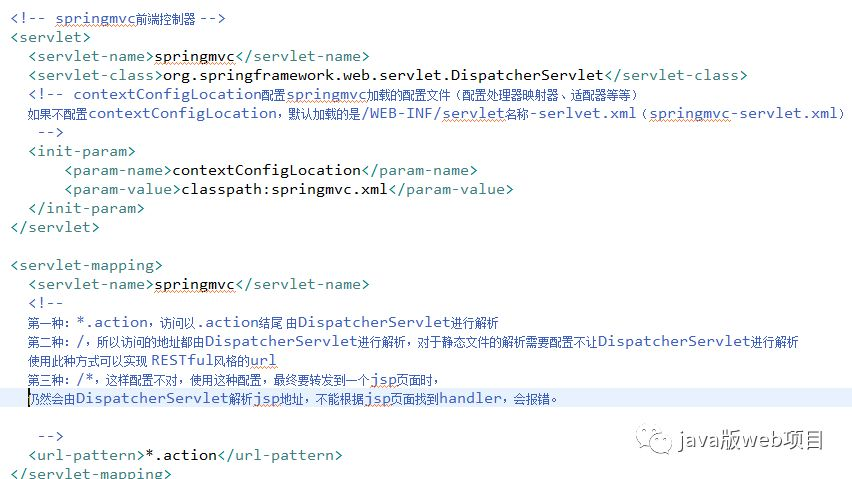 <!-- springmvc前端控制器 -->
<servlet>
<servlet-name>springmvc</servlet-name>
<servlet-class>org.springframework.web.servlet.DispatcherServlet</servlet-class>
<!-- contextConfigLocation配置springmvc加载的配置文件（配置处理器映射器、适配器等等）
如果不配置contextConfigLocation，默认加载的是/WEB-INF/servlet名称-serlvet.xml（springmvc-servlet.xml）
-->
<init-param>
<param-name>contextConfigLocation</param-name>
<param-value>classpath:springmvc.xml</param-value>
</init-param>
</servlet>
<servlet-mapping>
<servlet-name>springmvc</servlet-name>
<!--
第一种：*.action，访问以.action结尾 由DispatcherServlet进行解析
第二种：/，所以访问的地址都由DispatcherServlet进行解析，对于静态文件的解析需要配置不让DispatcherServlet进行解析
使用此种方式可以实现 RESTful风格的url
第三种：/*，这样配置不对，使用这种配置，最终要转发到一个jsp页面时，
仍然会由DispatcherServlet解析jsp地址，不能根据jsp页面找到handler，会报错。
-->
<url-pattern>*.action</url-pattern>
</servlet-mapping>
java版web项目